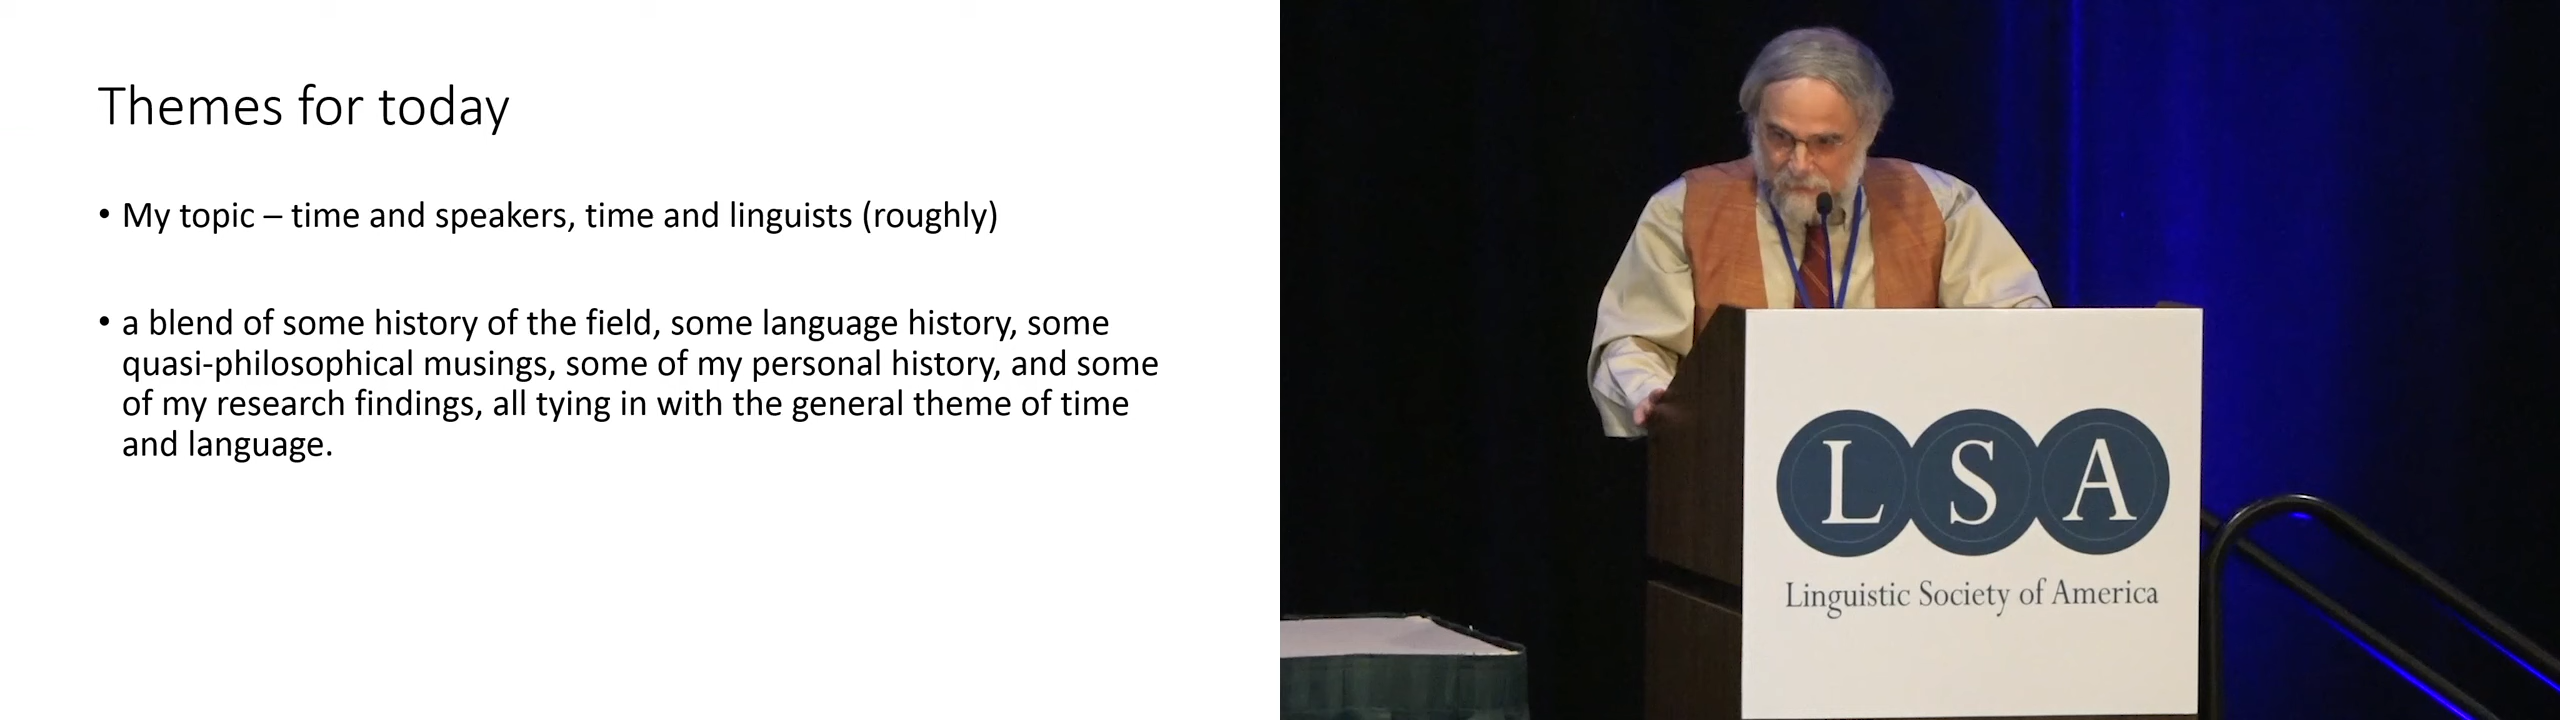 Themes for today
• My topic – time and speakers, time and linguists (roughly)
• a blend of some history of the field, some language history, some
quasi-philosophical musings, some of my personal history, and some
of my research findings, all tying in with the general theme of time
and language.
LSA
Linguistic Society of America